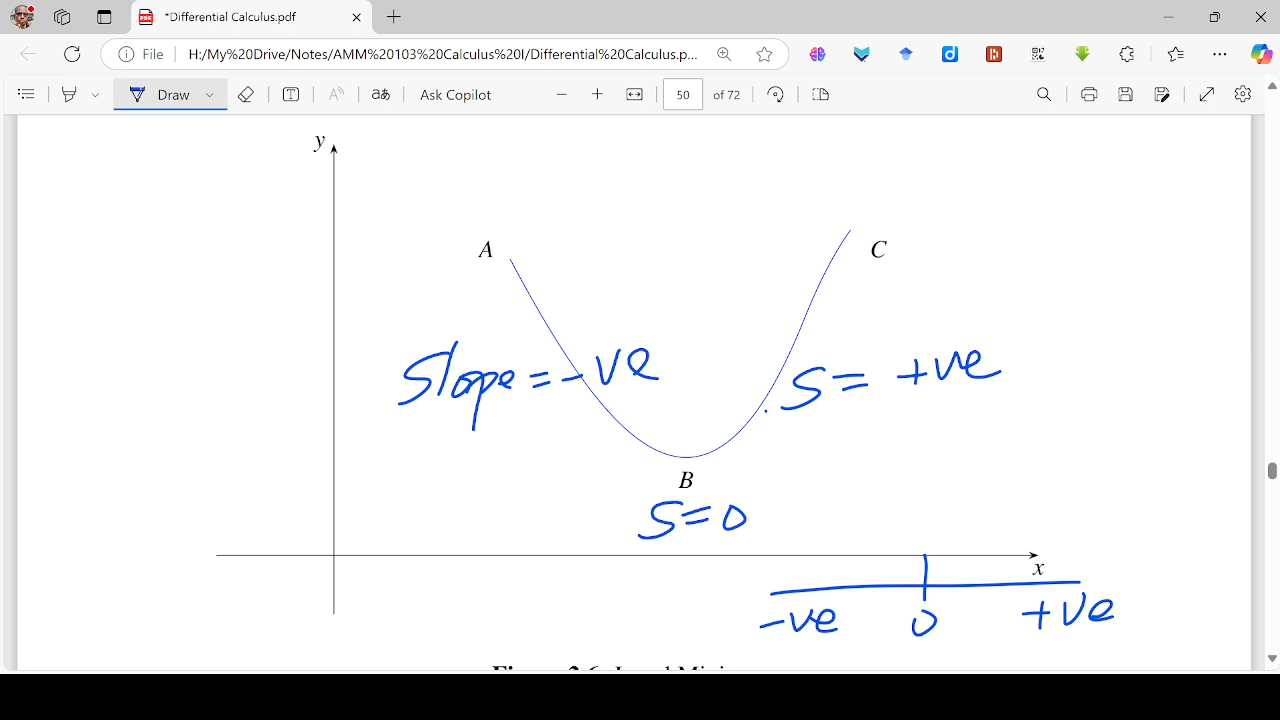 *Differential Calculus.pdf
File H:/My%20Drive/Notes/AMM%20103%20Calculus%20I/Differential%20Calculus.p...
Draw Ask Copilot 50 of 72
y
A C
Slope = -ve S = +ve
B
S=0
x
-ve 0 +ve